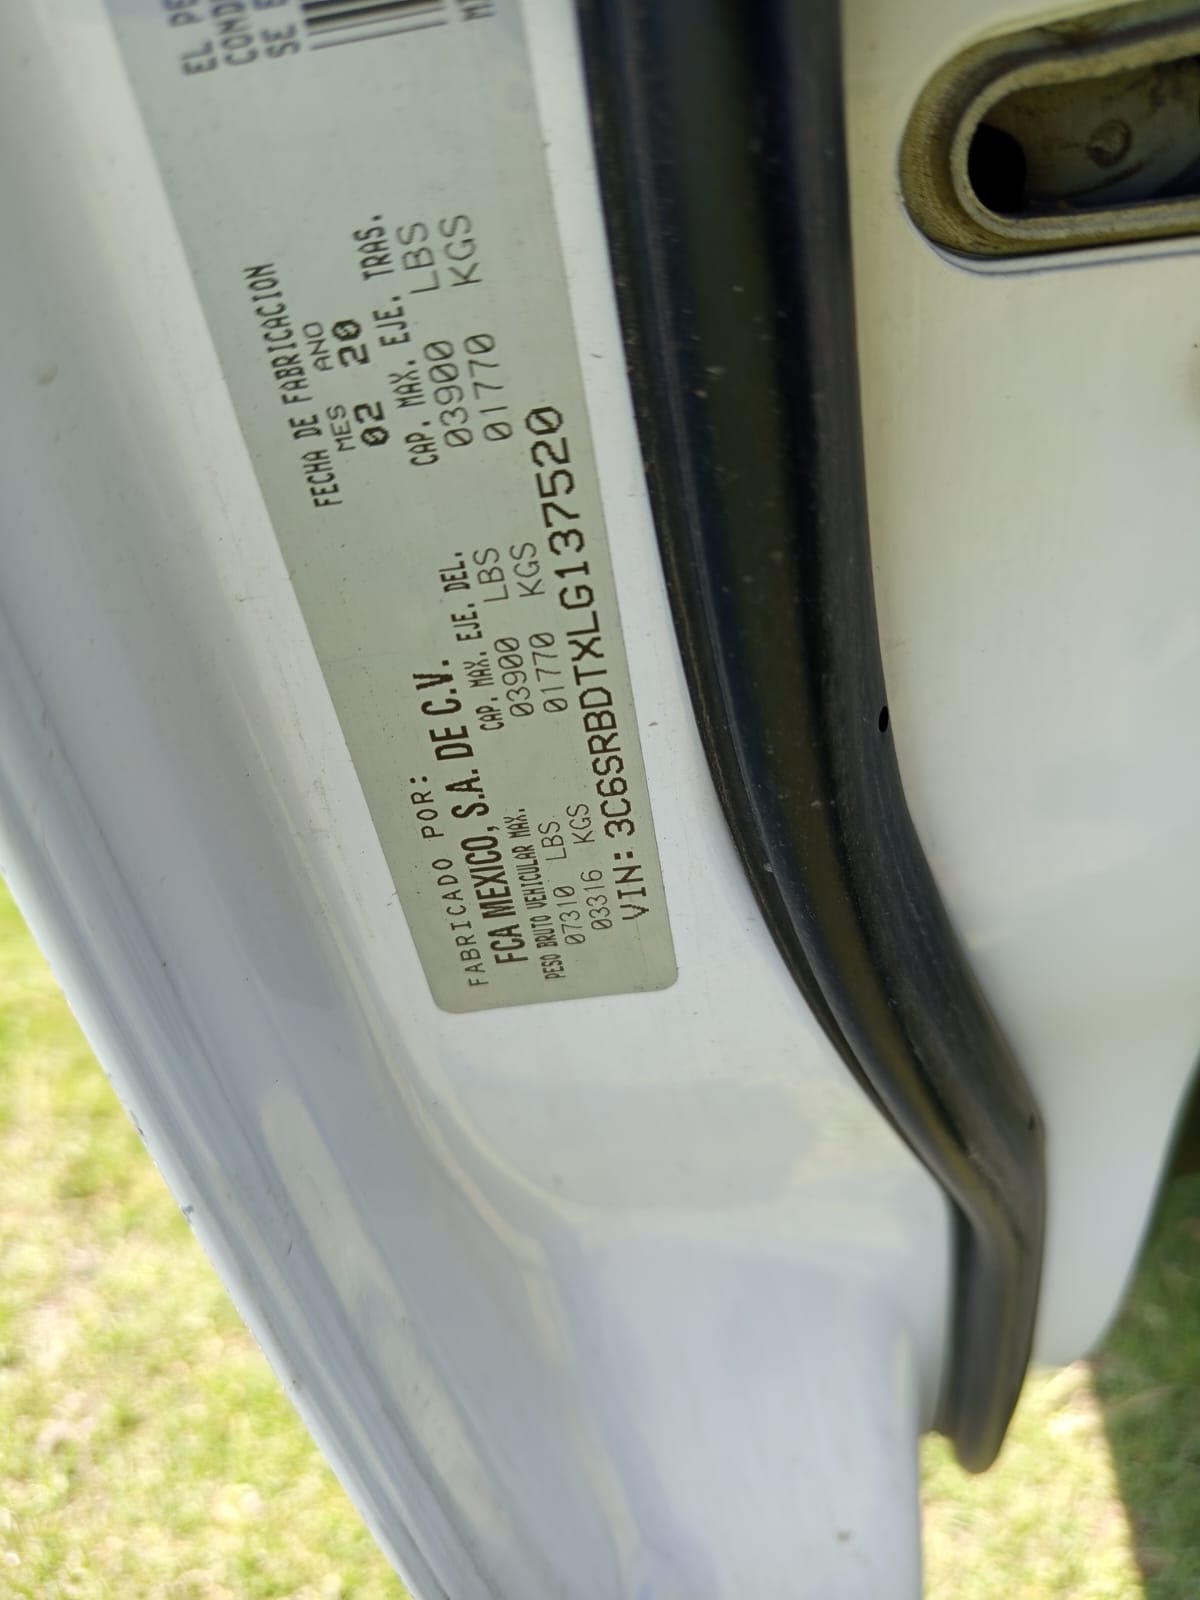 FABRICADO POR:
FCA MEXICO, S.A. DE C.V.
FECHA DE FABRICACION
MES ANO
02 20
PESO BRUTO VEHICULAR MAX.
07310 LBS
03316 KGS
CAP. MAX. EJE. DEL.
03900 LBS
01770 KGS
CAP. MAX. EJE. TRAS.
03900 LBS
01770 KGS
VIN: 3C6SRBDTXLG137520
EL
SE